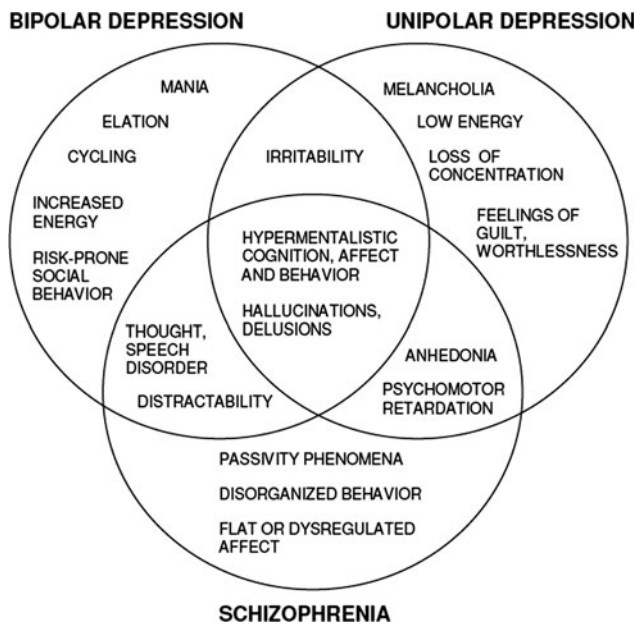 BIPOLAR DEPRESSION
UNIPOLAR DEPRESSION
MANIA
ELATION
CYCLING
INCREASED
ENERGY
RISK-PRONE
SOCIAL
BEHAVIOR
IRRITABILITY
MELANCHOLIA
LOW ENERGY
LOSS OF
CONCENTRATION
FEELINGS OF
GUILT,
WORTHLESSNESS
HYPERMENTALISTIC
COGNITION, AFFECT
AND BEHAVIOR
HALLUCINATIONS,
DELUSIONS
THOUGHT,
SPEECH
DISORDER
DISTRACTABILITY
ANHEDONIA
PSYCHOMOTOR
RETARDATION
PASSIVITY PHENOMENA
DISORGANIZED BEHAVIOR
FLAT OR DYSREGULATED
AFFECT
SCHIZOPHRENIA